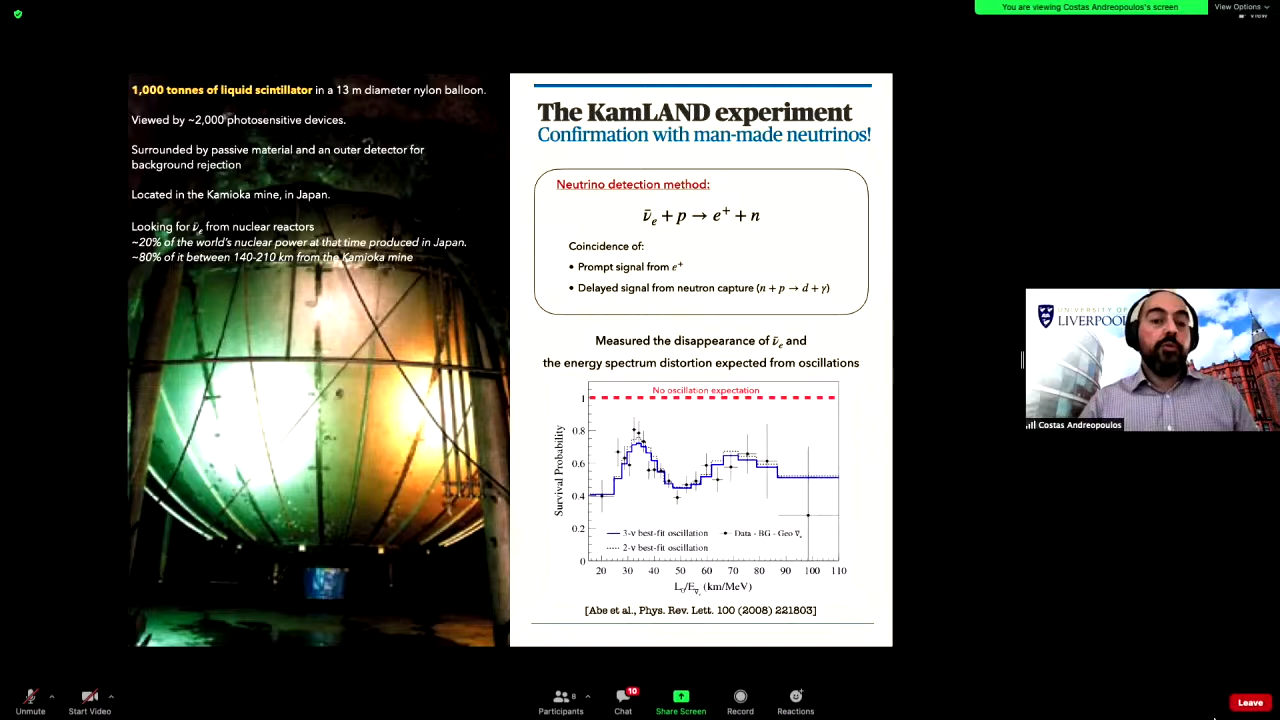 You are viewing Costas Andreopoulos's screen
View Options
View
1,000 tonnes of liquid scintillator in a 13 m diameter nylon balloon.
Viewed by ~2,000 photosensitive devices.
Surrounded by passive material and an outer detector for
background rejection
Located in the Kamioka mine, in Japan.
Looking for ν̄ₑ from nuclear reactors
~20% of the world's nuclear power at that time produced in Japan.
~80% of it between 140-210 km from the Kamioka mine
The KamLAND experiment
Confirmation with man-made neutrinos!
Neutrino detection method:
ν̄ₑ + p → e⁺ + n
Coincidence of:
• Prompt signal from e⁺
• Delayed signal from neutron capture (n + p → d + γ)
Measured the disappearance of ν̄ₑ and
the energy spectrum distortion expected from oscillations
No oscillation expectation
1
0.8
0.6
0.4
0.2
0
Survival Probability
3-ν best-fit oscillation
Data - BG - Geo ν̄ₑ
2-ν best-fit oscillation
20 30 40 50 60 70 80 90 100 110
L₀/E_ν̄ₑ (km/MeV)
[Abe et al., Phys. Rev. Lett. 100 (2008) 221803]
UNIVERSITY OF
LIVERPOOL
Costas Andreopoulos
Unmute
Start Video
8
Participants
10
Chat
Share Screen
Record
Reactions
Leave